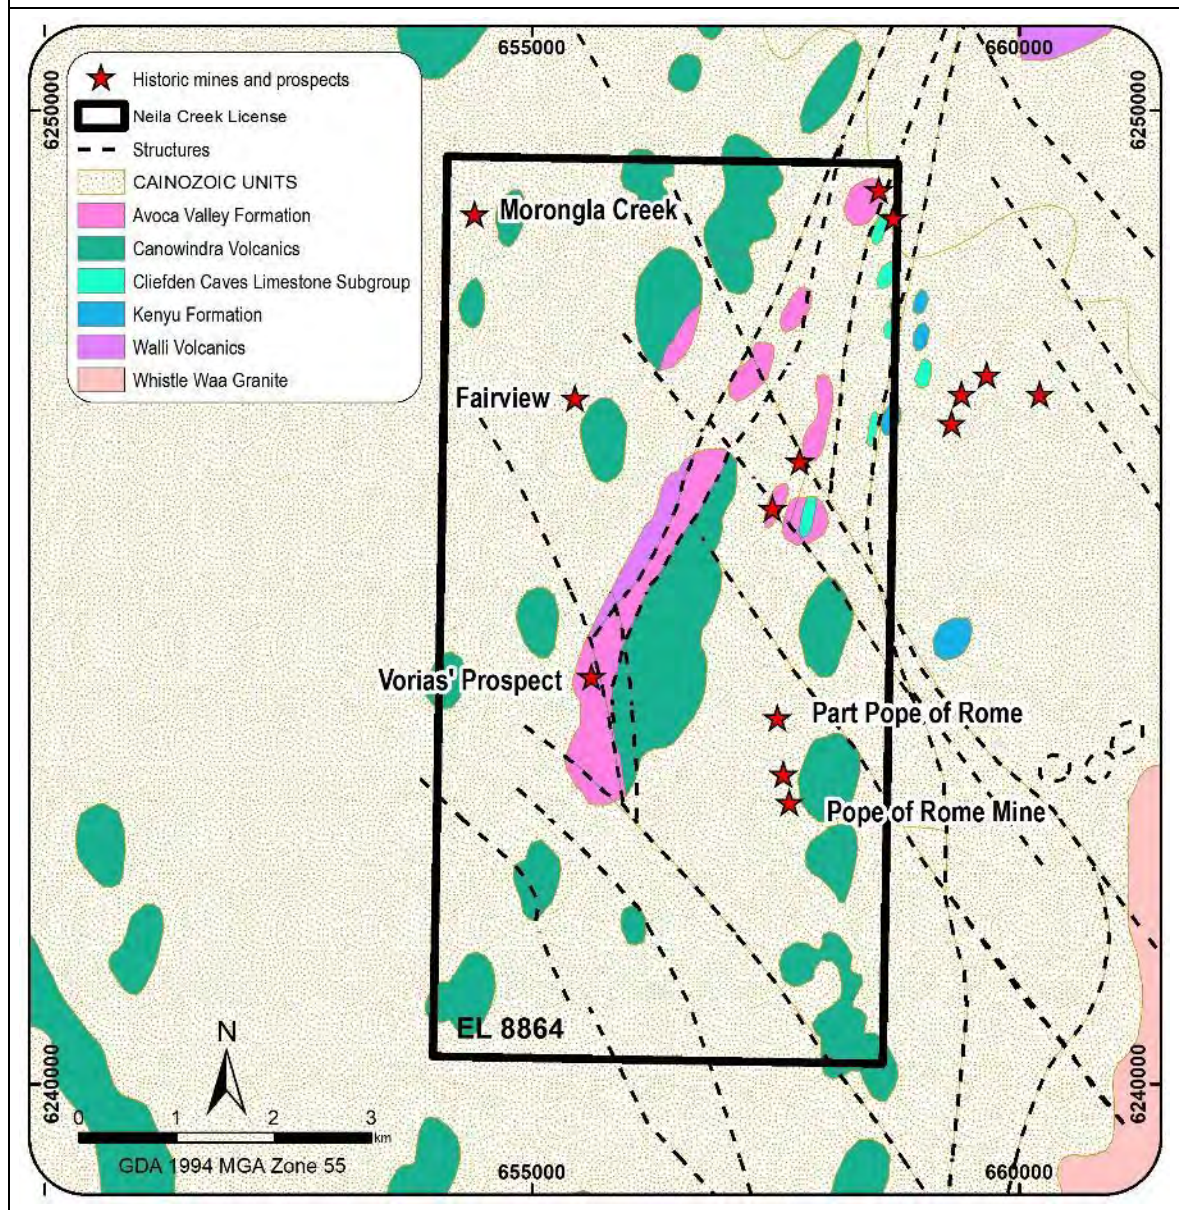 655000
660000
6250000
6250000
Historic mines and prospects
Neila Creek License
Structures
CAINOZOIC UNITS
Avoca Valley Formation
Canowindra Volcanics
Cliefden Caves Limestone Subgroup
Kenyu Formation
Walli Volcanics
Whistle Waa Granite
Morongla Creek
Fairview
Vorias' Prospect
Part Pope of Rome
Pope of Rome Mine
EL 8864
N
6240000
6240000
0 1 2 3
km
GDA 1994 MGA Zone 55
655000
660000